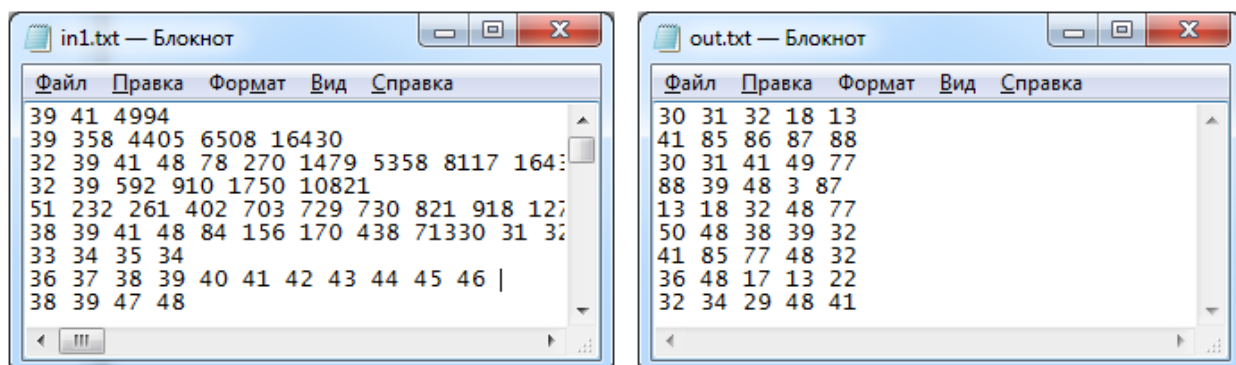 in1.txt — Блокнот
Файл Правка Формат Вид Справка
39 41 4994
39 358 4405 6508 16430
32 39 41 48 78 270 1479 5358 8117
32 39 592 910 1750 10821
51 232 261 402 703 729 730 821 918
38 39 41 48 84 156 170 438 71330 31
33 34 35 34
36 37 38 39 40 41 42 43 44 45 46
38 39 47 48
out.txt — Блокнот
Файл Правка Формат Вид Справка
30 31 32 18 13
41 85 86 87 88
30 31 41 49 77
88 39 48 3 87
13 18 32 48 77
50 48 38 39 32
41 85 77 48 32
36 48 17 13 22
32 34 29 48 41